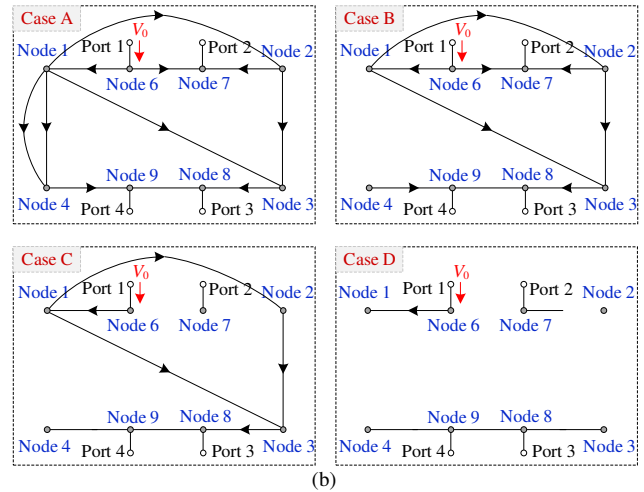 Case A
Node 1
Port 1
V0
Port 2
Node 2
Node 6
Node 7
Node 9
Node 8
Node 4
Port 4
Port 3
Node 3
Case B
Node 1
Port 1
V0
Port 2
Node 2
Node 6
Node 7
Node 9
Node 8
Node 4
Port 4
Port 3
Node 3
Case C
Node 1
Port 1
V0
Port 2
Node 2
Node 6
Node 7
Node 9
Node 8
Node 4
Port 4
Port 3
Node 3
Case D
Node 1
Port 1
V0
Port 2
Node 2
Node 6
Node 7
Node 9
Node 8
Node 4
Port 4
Port 3
Node 3
(b)